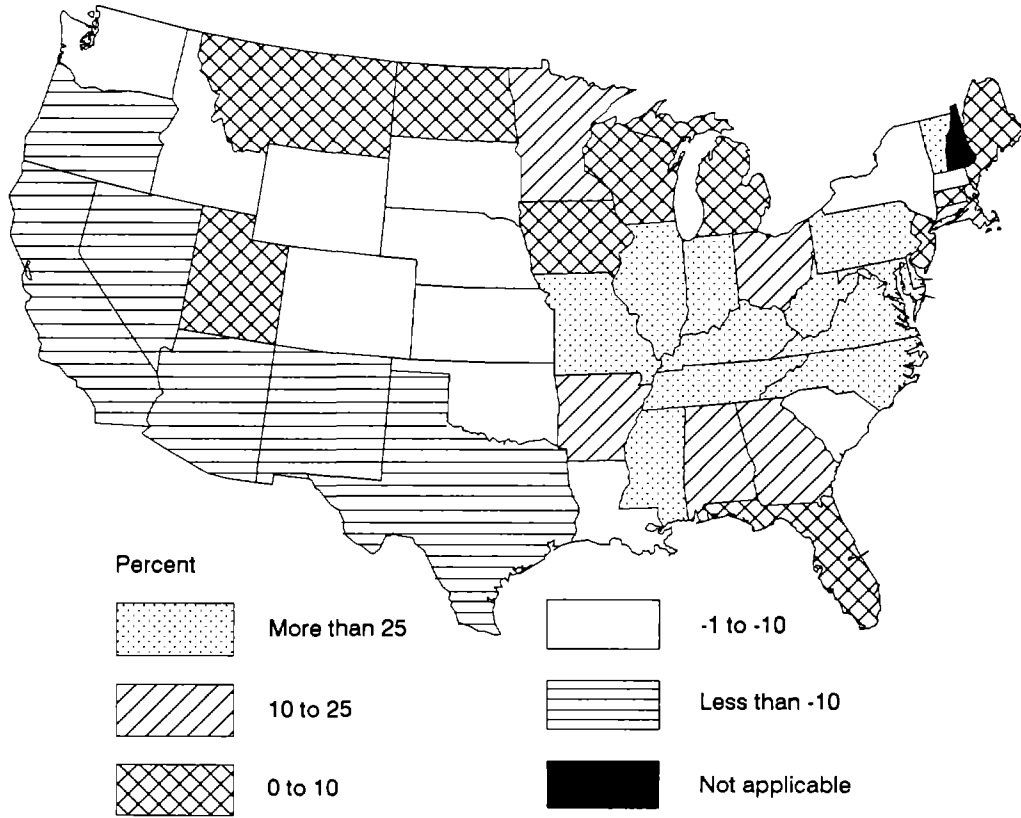 Percent
More than 25
10 to 25
0 to 10
-1 to -10
Less than -10
Not applicable